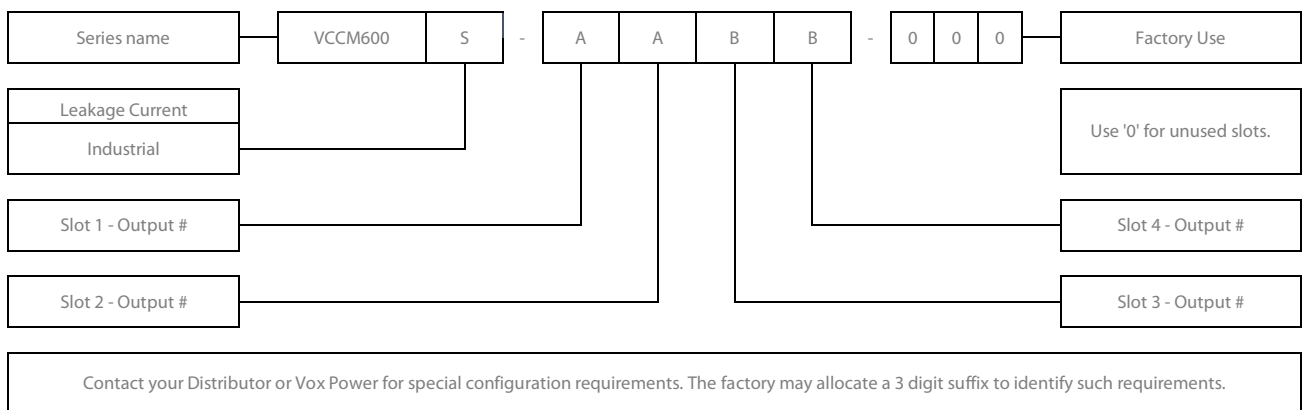 Series name VCCM600 S - A A B B - 0 0 0 Factory Use
Leakage Current
Use '0' for unused slots.
Industrial
Slot 1 - Output # Slot 4 - Output #
Slot 2 - Output # Slot 3 - Output #
Contact your Distributor or Vox Power for special configuration requirements. The factory may allocate a 3 digit suffix to identify such requirements.